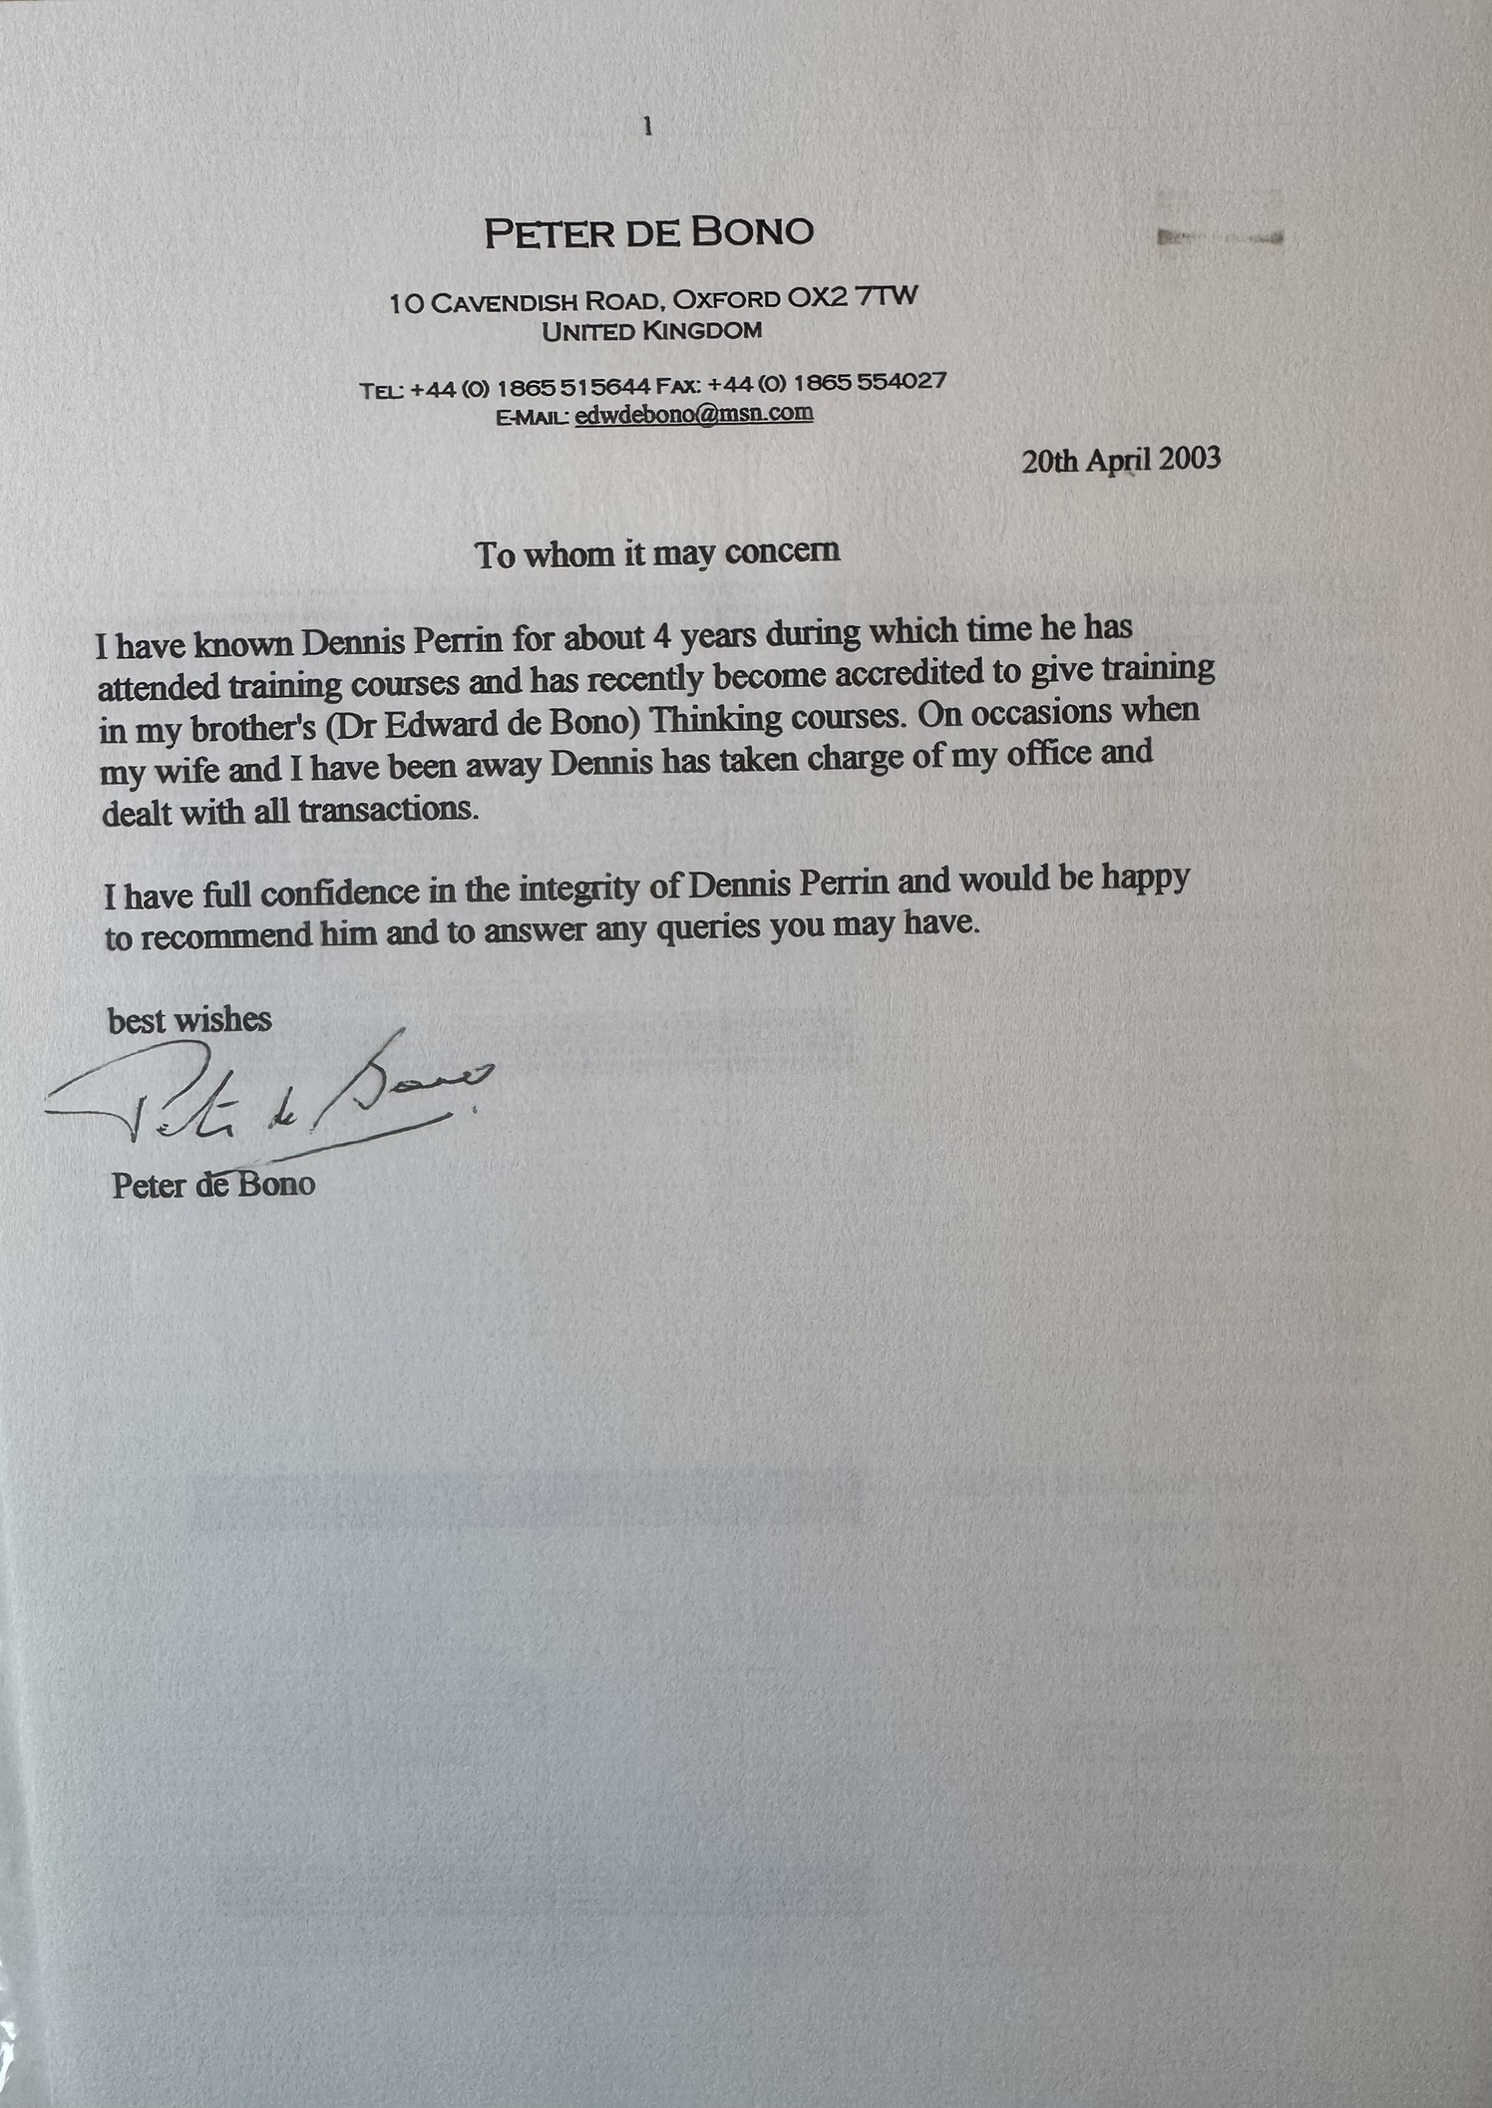 1
PETER DE BONO
10 CAVENDISH ROAD, OXFORD OX2 7TW
UNITED KINGDOM
TEL: +44 (0) 1865 515644 FAX: +44 (0) 1865 554027
E-MAIL: edwdebono@msn.com
20th April 2003
To whom it may concern
I have known Dennis Perrin for about 4 years during which time he has
attended training courses and has recently become accredited to give training
in my brother's (Dr Edward de Bono) Thinking courses. On occasions when
my wife and I have been away Dennis has taken charge of my office and
dealt with all transactions.
I have full confidence in the integrity of Dennis Perrin and would be happy
to recommend him and to answer any queries you may have.
best wishes
Peter de Bono
Peter de Bono